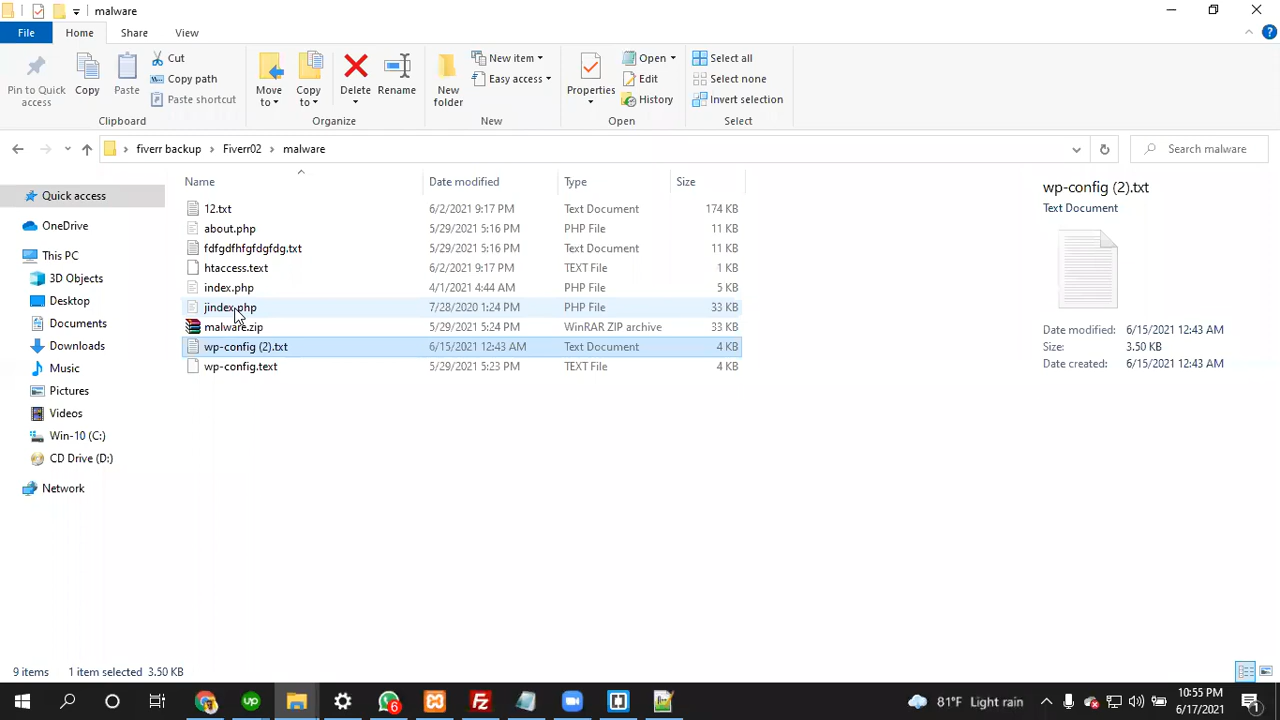 malware
File Home Share View
Pin to Quick access
Copy
Paste
Cut
Copy path
Paste shortcut
Clipboard
Move to
Copy to
Delete
Rename
Organize
New folder
New item
Easy access
New
Properties
Open
Edit
History
Open
Select all
Select none
Invert selection
Select
fiverr backup > Fiverr02 > malware
Search malware
Quick access
OneDrive
This PC
3D Objects
Desktop
Documents
Downloads
Music
Pictures
Videos
Win-10 (C:)
CD Drive (D:)
Network
Name Date modified Type Size
12.txt 6/2/2021 9:17 PM Text Document 174 KB
about.php 5/29/2021 5:16 PM PHP File 11 KB
fdfgdfhfgfdgfdg.txt 5/29/2021 5:16 PM Text Document 11 KB
htaccess.text 6/2/2021 9:17 PM TEXT File 1 KB
index.php 4/1/2021 4:44 AM PHP File 5 KB
jindex.php 7/28/2020 1:24 PM PHP File 33 KB
malware.zip 5/29/2021 5:24 PM WinRAR ZIP archive 33 KB
wp-config (2).txt 6/15/2021 12:43 AM Text Document 4 KB
wp-config.text 5/29/2021 5:23 PM TEXT File 4 KB
wp-config (2).txt
Text Document
Date modified: 6/15/2021 12:43 AM
Size: 3.50 KB
Date created: 6/15/2021 12:43 AM
9 items 1 item selected 3.50 KB
up
6
81°F Light rain
10:55 PM
6/17/2021
1